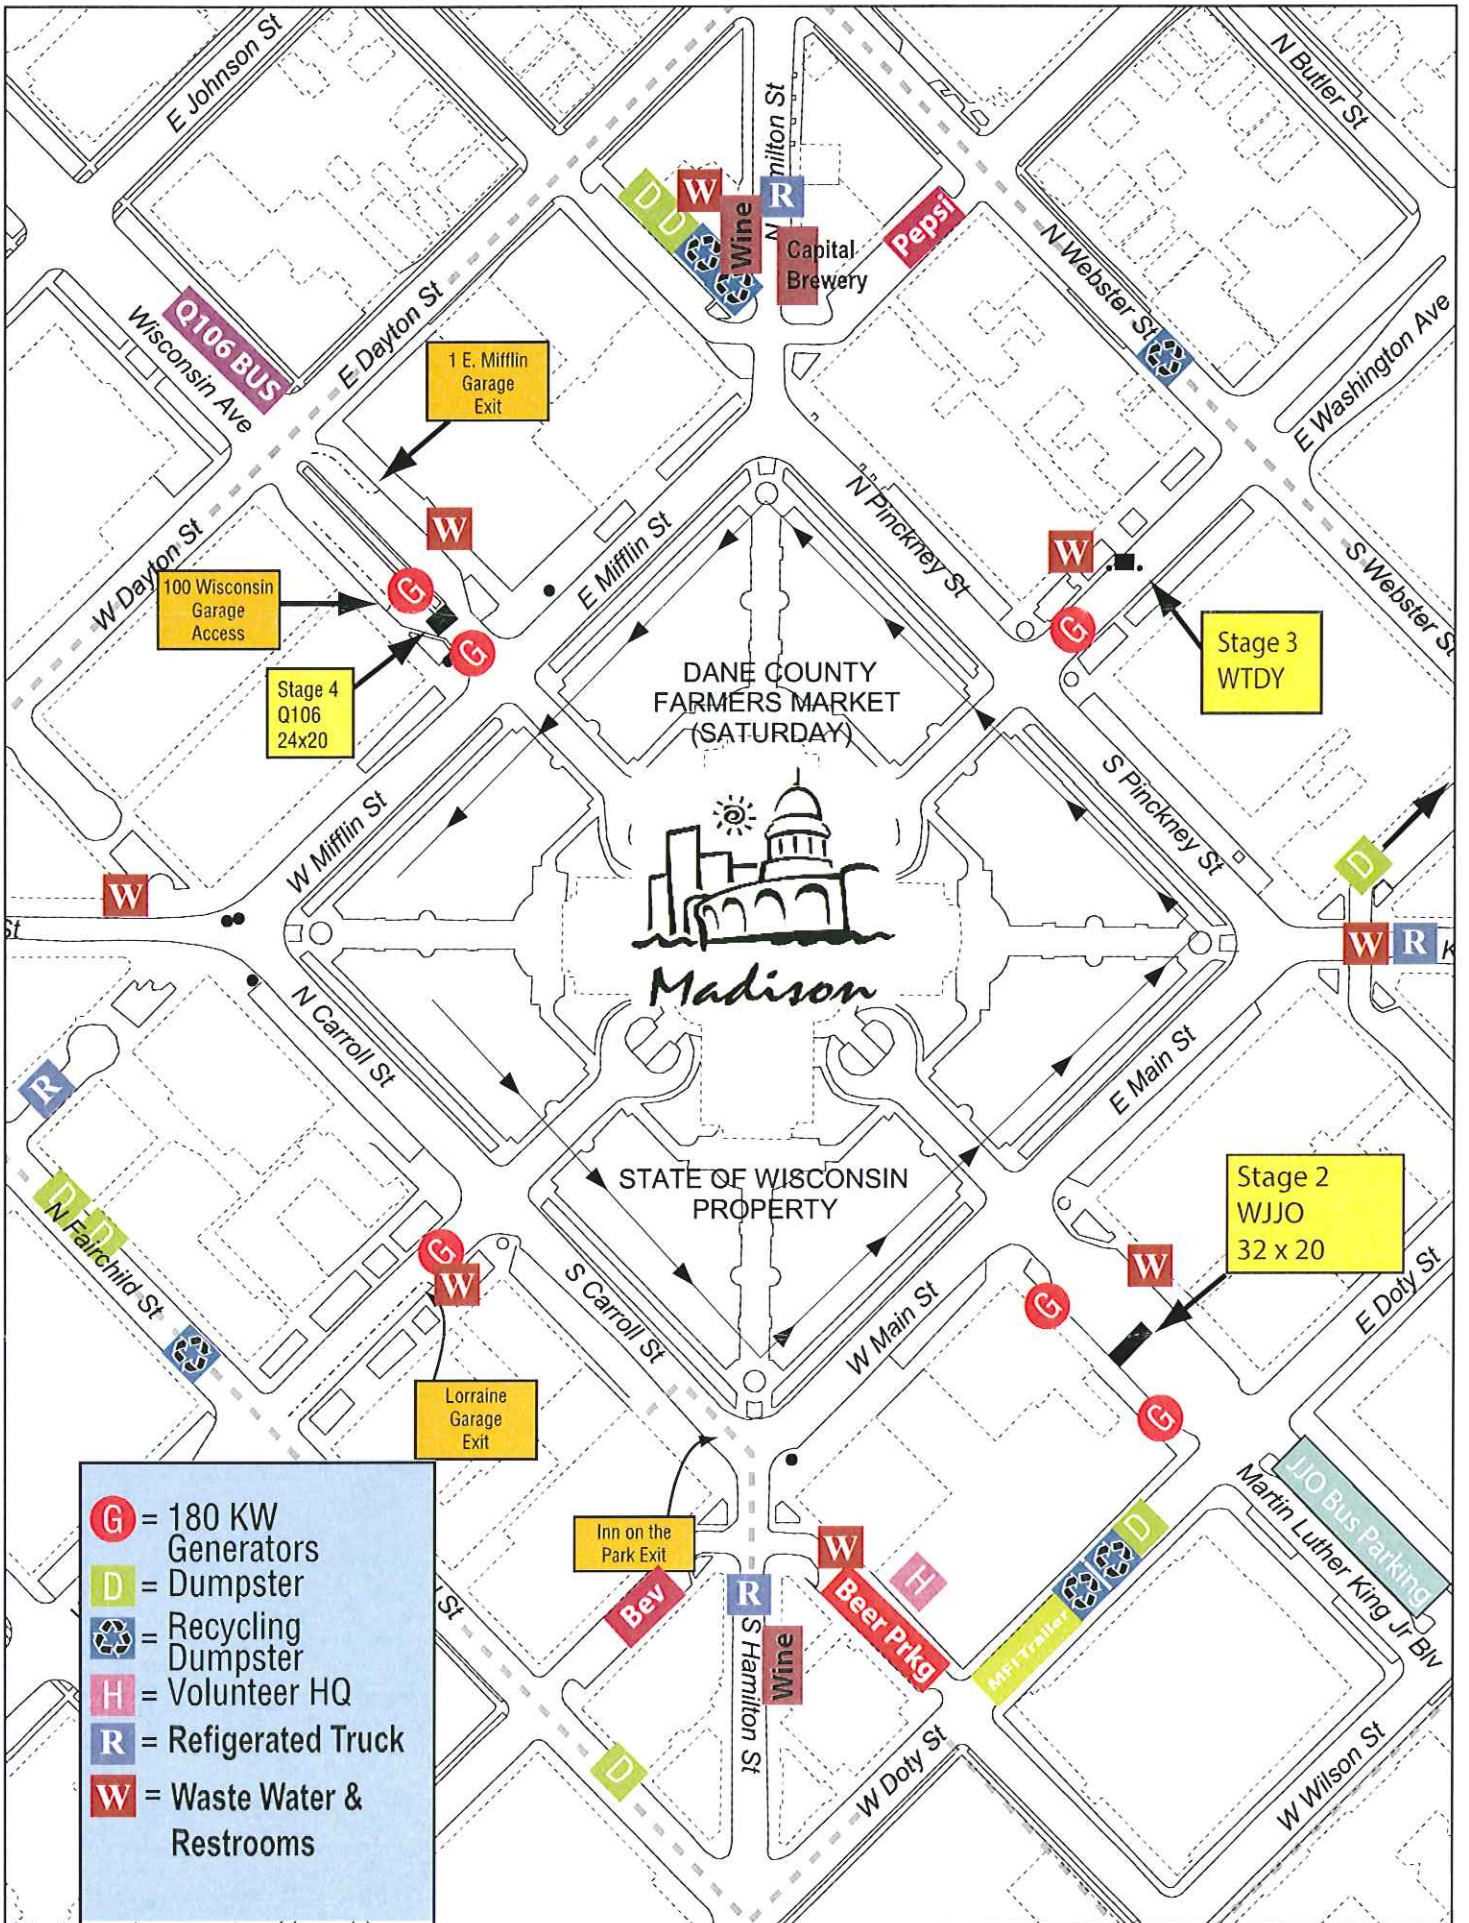 E Johnson St
N Butler St
milton St
N
D
D
W
R
Wine
Capital
Brewery
Pepsi
N Webster St
E Washington Ave
Q106 BUS
Wisconsin Ave
E Dayton St
1 E. Mifflin
Garage
Exit
W
W Dayton St
E Mifflin St
N Pinckney St
W
S Webster St
100 Wisconsin
Garage
Access
G
G
G
Stage 3
WTDY
Stage 4
Q106
24x20
DANE COUNTY
FARMERS MARKET
(SATURDAY)
S Pinckney St
W Mifflin St
D
W
St
W
R
K
Madison
N Carroll St
E Main St
R
STATE OF WISCONSIN
PROPERTY
Stage 2
WJJO
32 x 20
D
D
N Fairchild St
G
W
W
G
S Carroll St
W Main St
E Doty St
Lorraine
Garage
Exit
G
JJO Bus Parking
Martin Luther King Jr Blv
Inn on the
Park Exit
W
H
D
Bev
R
Beer Prkg
MFI Trailer
St
S Hamilton St
Wine
D
W Doty St
W Wilson St
G = 180 KW
Generators
D = Dumpster
= Recycling
Dumpster
H = Volunteer HQ
R = Refigerated Truck
W = Waste Water &
Restrooms